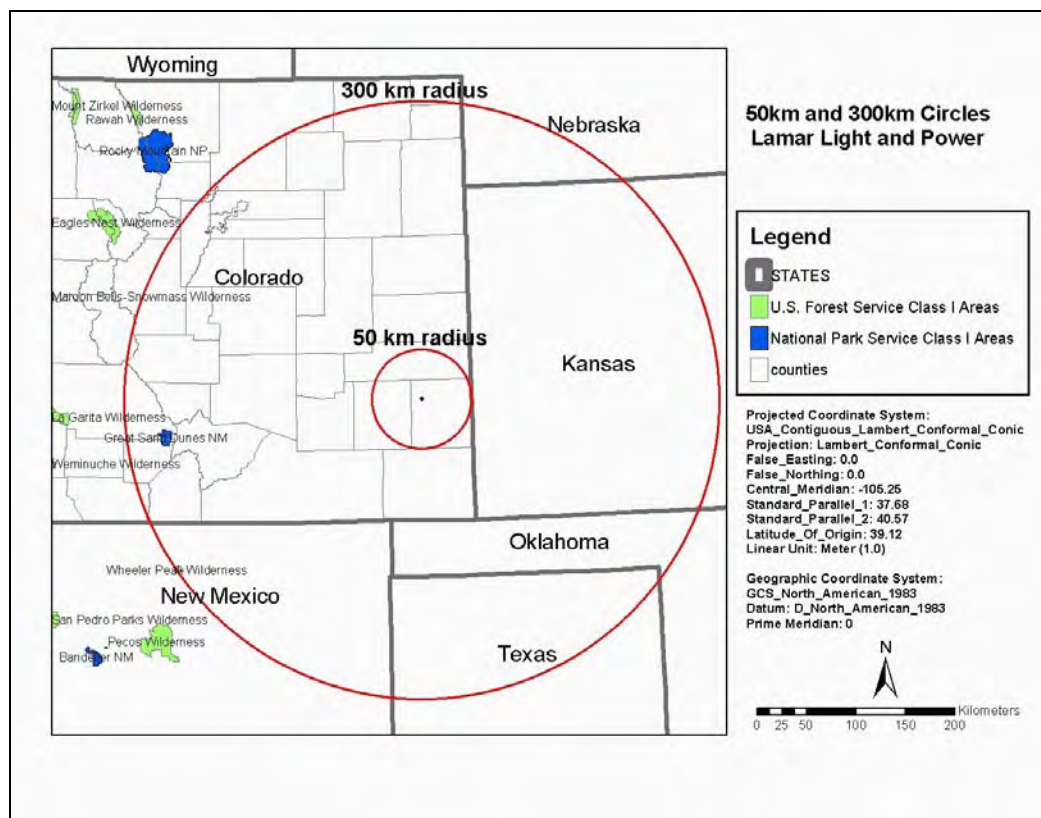 Wyoming
300 km radius
Mount Zirkel Wilderness
Rawah Wilderness
Nebraska
Rocky Mountain NP
Eagles Nest Wilderness
Colorado
Maroon Bells-Snowmass Wilderness
50 km radius
Kansas
La Garita Wilderness
Great Sand Dunes NM
Weminuche Wilderness
Oklahoma
Wheeler Peak Wilderness
New Mexico
San Pedro Parks Wilderness
Pecos Wilderness
Bandelier NM
Texas
50km and 300km Circles
Lamar Light and Power
Legend
STATES
U.S. Forest Service Class I Areas
National Park Service Class I Areas
counties
Projected Coordinate System:
USA_Contiguous_Lambert_Conformal_Conic
Projection: Lambert_Conformal_Conic
False_Easting: 0.0
False_Northing: 0.0
Central_Meridian: -105.25
Standard_Parallel_1: 37.68
Standard_Parallel_2: 40.57
Latitude_Of_Origin: 39.12
Linear Unit: Meter (1.0)
Geographic Coordinate System:
GCS_North_American_1983
Datum: D_North_American_1983
Prime Meridian: 0
N
Kilometers
0 25 50 100 150 200